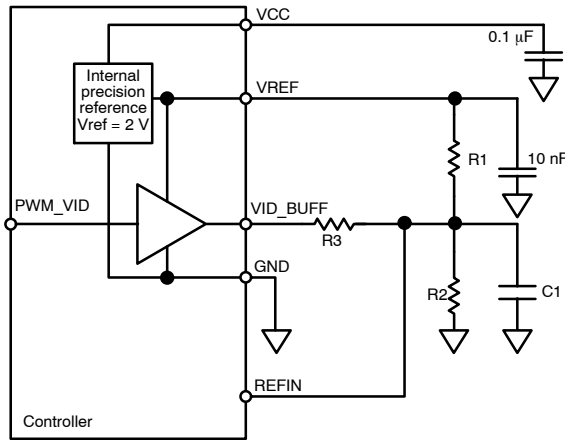 VCC
0.1 μF
Internal
precision
reference
Vref = 2 V
VREF
R1
10 nF
PWM_VID
VID_BUFF
R3
GND
R2
C1
REFIN
Controller